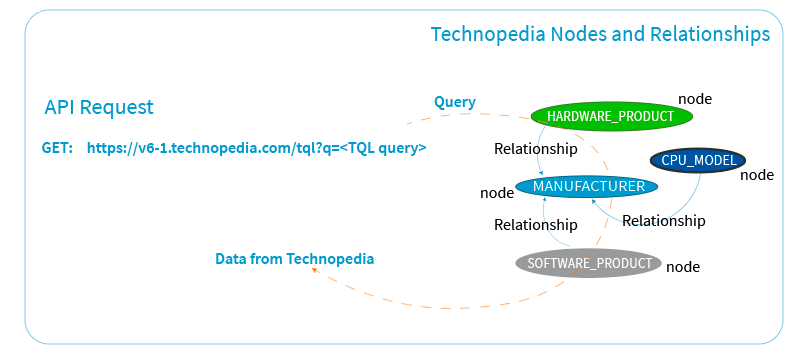 Technopedia Nodes and Relationships
API Request
Query
node
HARDWARE_PRODUCT
GET: https://v6-1.technopedia.com/tql?q=<TQL query>
Relationship
CPU_MODEL
node
MANUFACTURER
node
Relationship
Relationship
Data from Technopedia
SOFTWARE_PRODUCT
node